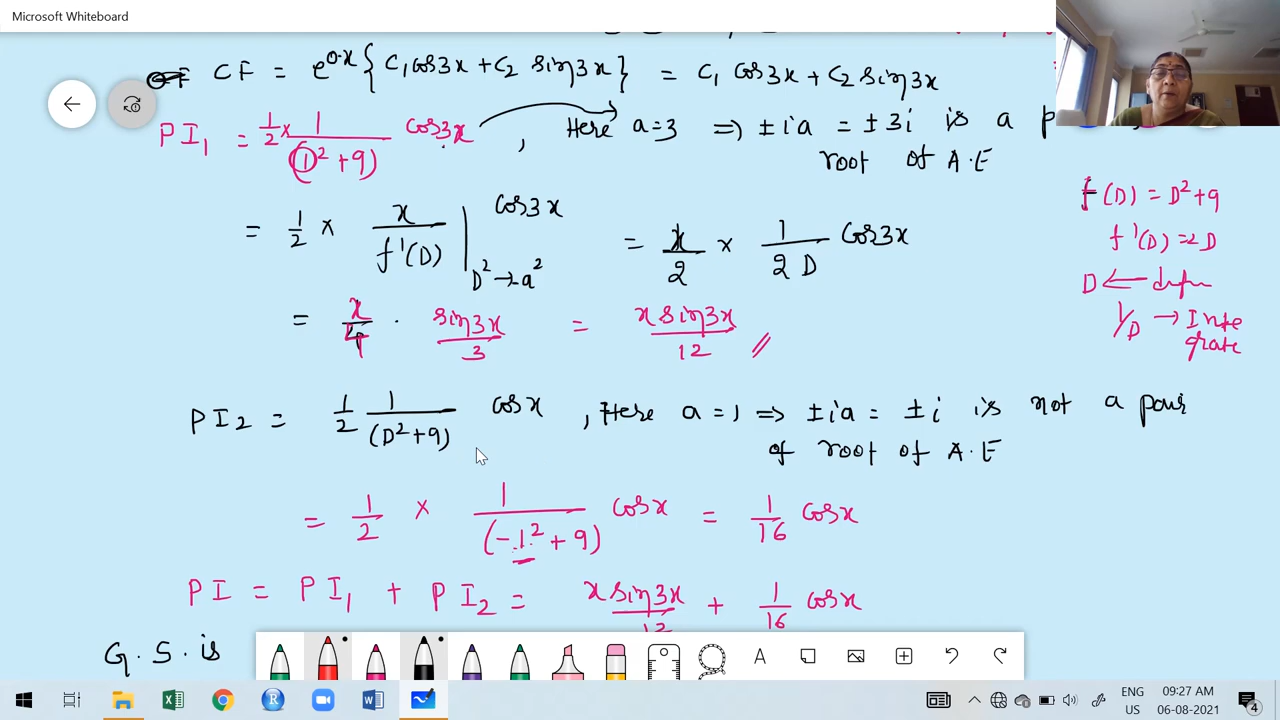 Microsoft Whiteboard
CF = e^{0·x} { C₁ cos3x + C₂ sin3x } = C₁ cos3x + C₂ sin3x
PI₁ = 1/2 × 1/(D² + 9) cos3x , Here a = 3 ⇒ ± ia = ± 3i is a
root of A.E
f(D) = D² + 9
f'(D) = 2D
D ←
1/D → Inte
grate
= 1/2 × x/f'(D) | D² → -a² cos3x = x/2 × 1/2D cos3x
= x/4 · sin3x/3 = x sin3x/12 //
PI2 = 1/2 1/(D² + 9) cosx , Here a = 1 ⇒ ± ia = ± i is not a pair
of root of A.E
= 1/2 × 1/(-1² + 9) cosx = 1/16 cosx
PI = PI₁ + PI₂ = x sin3x/12 + 1/16 cosx
G.S. is
A
ENG
US
09:27 AM
06-08-2021
4